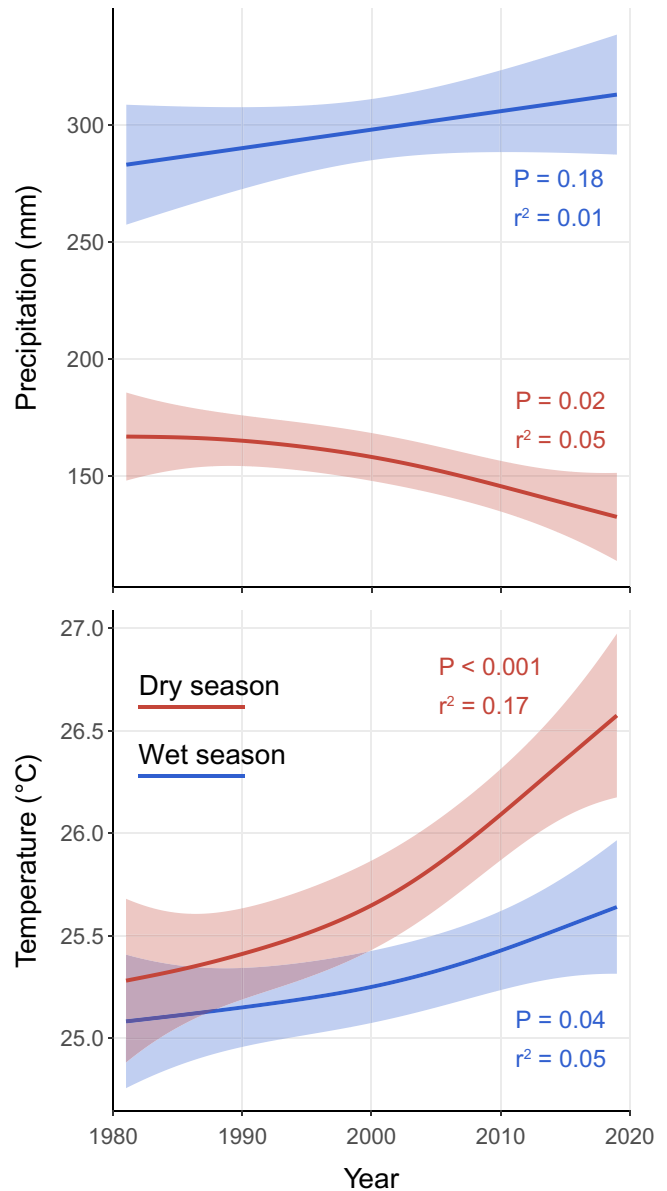 Precipitation (mm)
300
250
200
150
P = 0.18
r² = 0.01
P = 0.02
r² = 0.05
Temperature (°C)
27.0
26.5
26.0
25.5
25.0
P < 0.001
r² = 0.17
Dry season
Wet season
P = 0.04
r² = 0.05
1980 1990 2000 2010 2020
Year